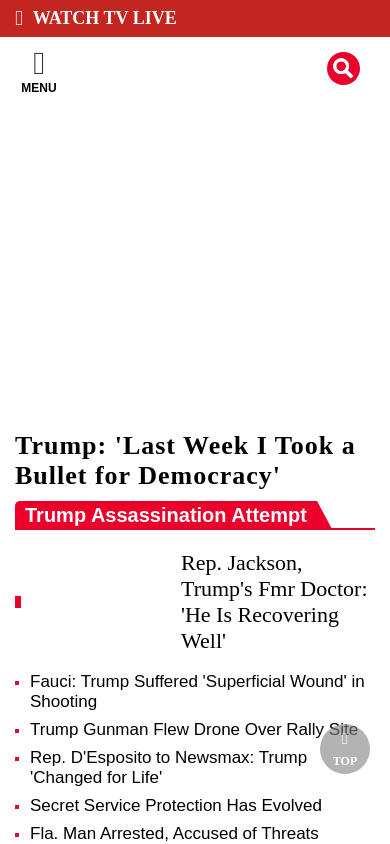 WATCH TV LIVE
MENU
Trump: 'Last Week I Took a
Bullet for Democracy'
Trump Assassination Attempt
Rep. Jackson,
Trump's Fmr Doctor:
'He Is Recovering
Well'
Fauci: Trump Suffered 'Superficial Wound' in
Shooting
Trump Gunman Flew Drone Over Rally Site
Rep. D'Esposito to Newsmax: Trump
'Changed for Life'
TOP
Secret Service Protection Has Evolved
Fla. Man Arrested, Accused of Threats